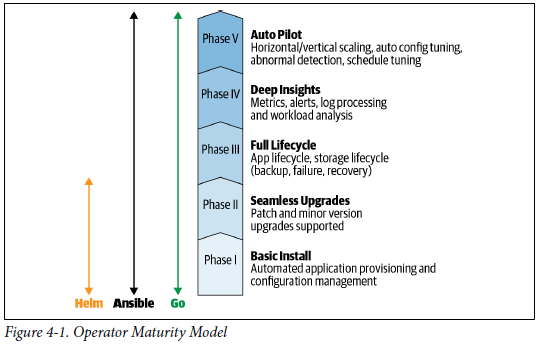 Phase V
Auto Pilot
Horizontal/vertical scaling, auto config tuning,
abnormal detection, schedule tuning
Phase IV
Deep Insights
Metrics, alerts, log processing
and workload analysis
Phase III
Full Lifecycle
App lifecycle, storage lifecycle
(backup, failure, recovery)
Phase II
Seamless Upgrades
Patch and minor version
upgrades supported
Phase I
Basic Install
Automated application provisioning and
configuration management
Helm Ansible Go
Figure 4-1. Operator Maturity Model